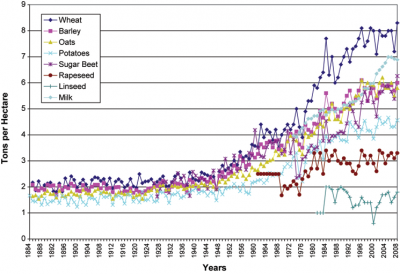 9
8
7
6
5
4
3
2
1
0
Tons per Hectare
Wheat
Barley
Oats
Potatoes
Sugar Beet
Rapeseed
Linseed
Milk
1884 1888 1892 1896 1900 1904 1908 1912 1916 1920 1924 1928 1932 1936 1940 1944 1948 1952 1956 1960 1964 1968 1972 1976 1980 1984 1988 1992 1996 2000 2004 2008
Years